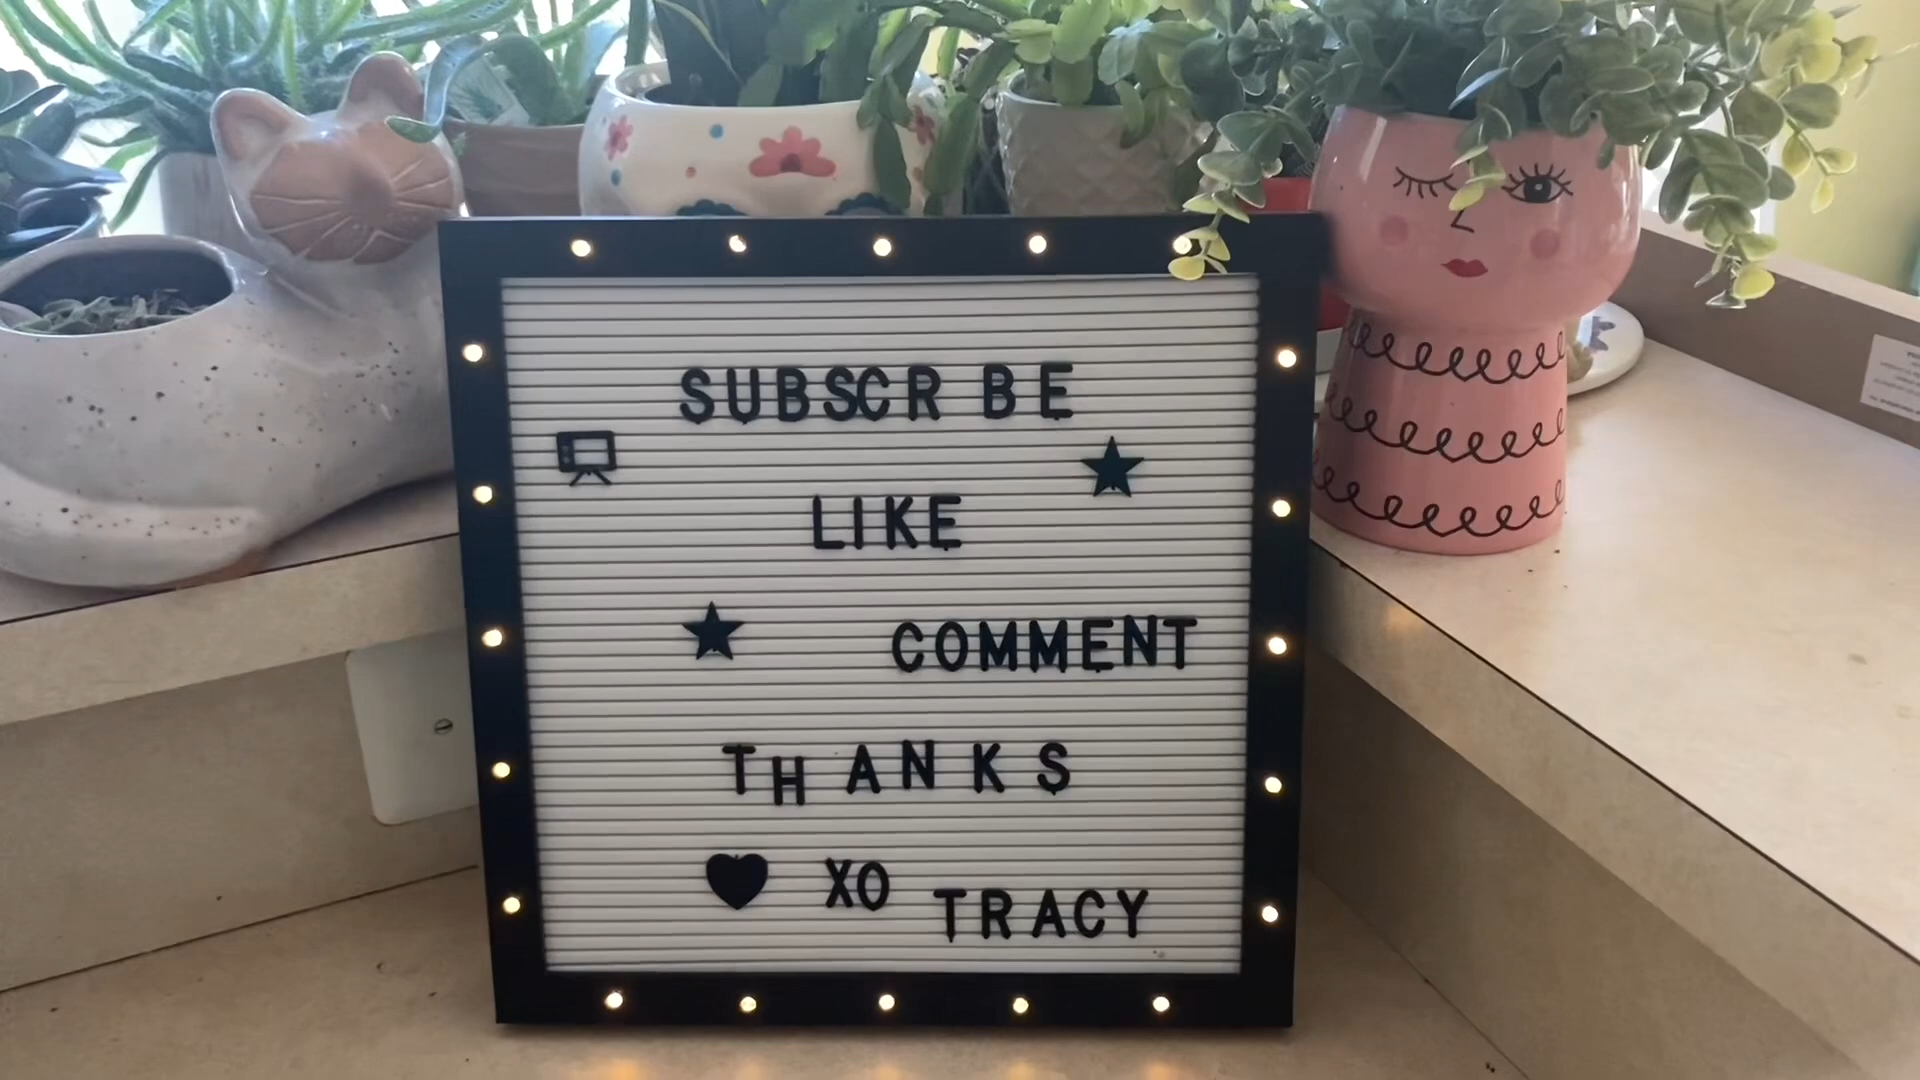 SUBSCR BE
LIKE
COMMENT
THANKS
XO TRACY